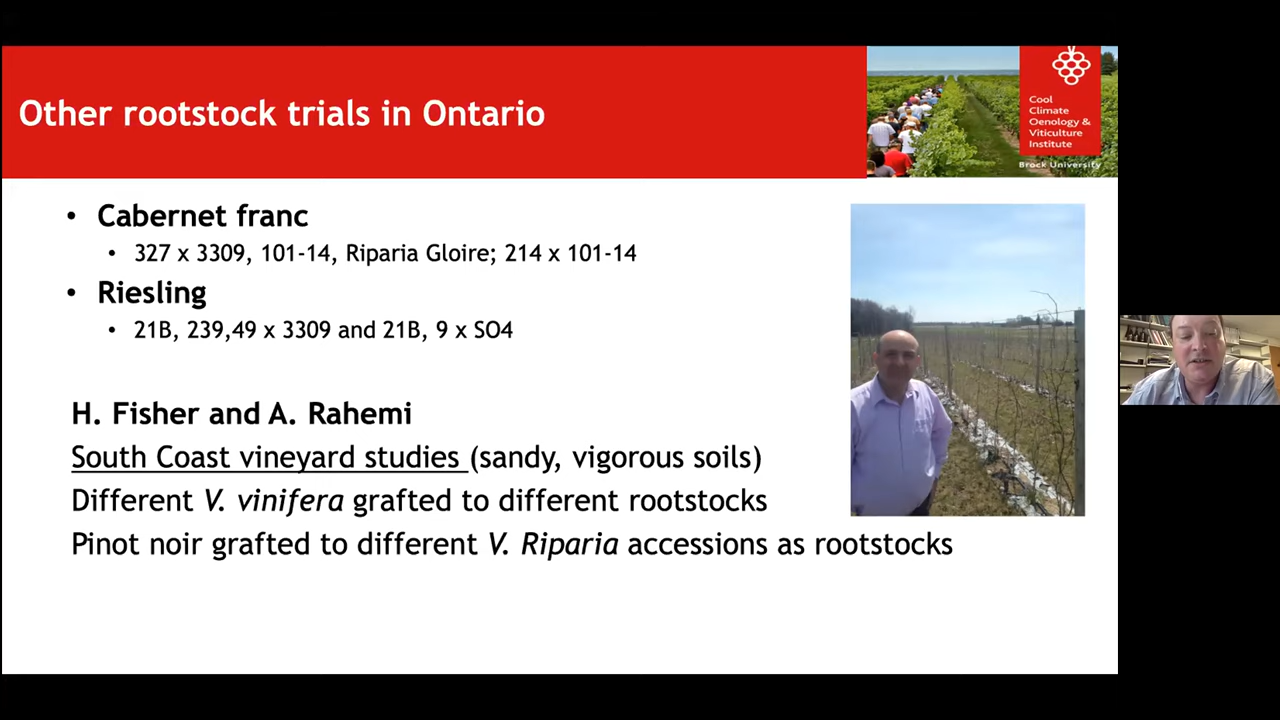 Other rootstock trials in Ontario
Cool
Climate
Oenology &
Viticulture
Institute
Brock University
• Cabernet franc
• 327 x 3309, 101-14, Riparia Gloire; 214 x 101-14
• Riesling
• 21B, 239,49 x 3309 and 21B, 9 x SO4
H. Fisher and A. Rahemi
South Coast vineyard studies (sandy, vigorous soils)
Different V. vinifera grafted to different rootstocks
Pinot noir grafted to different V. Riparia accessions as rootstocks